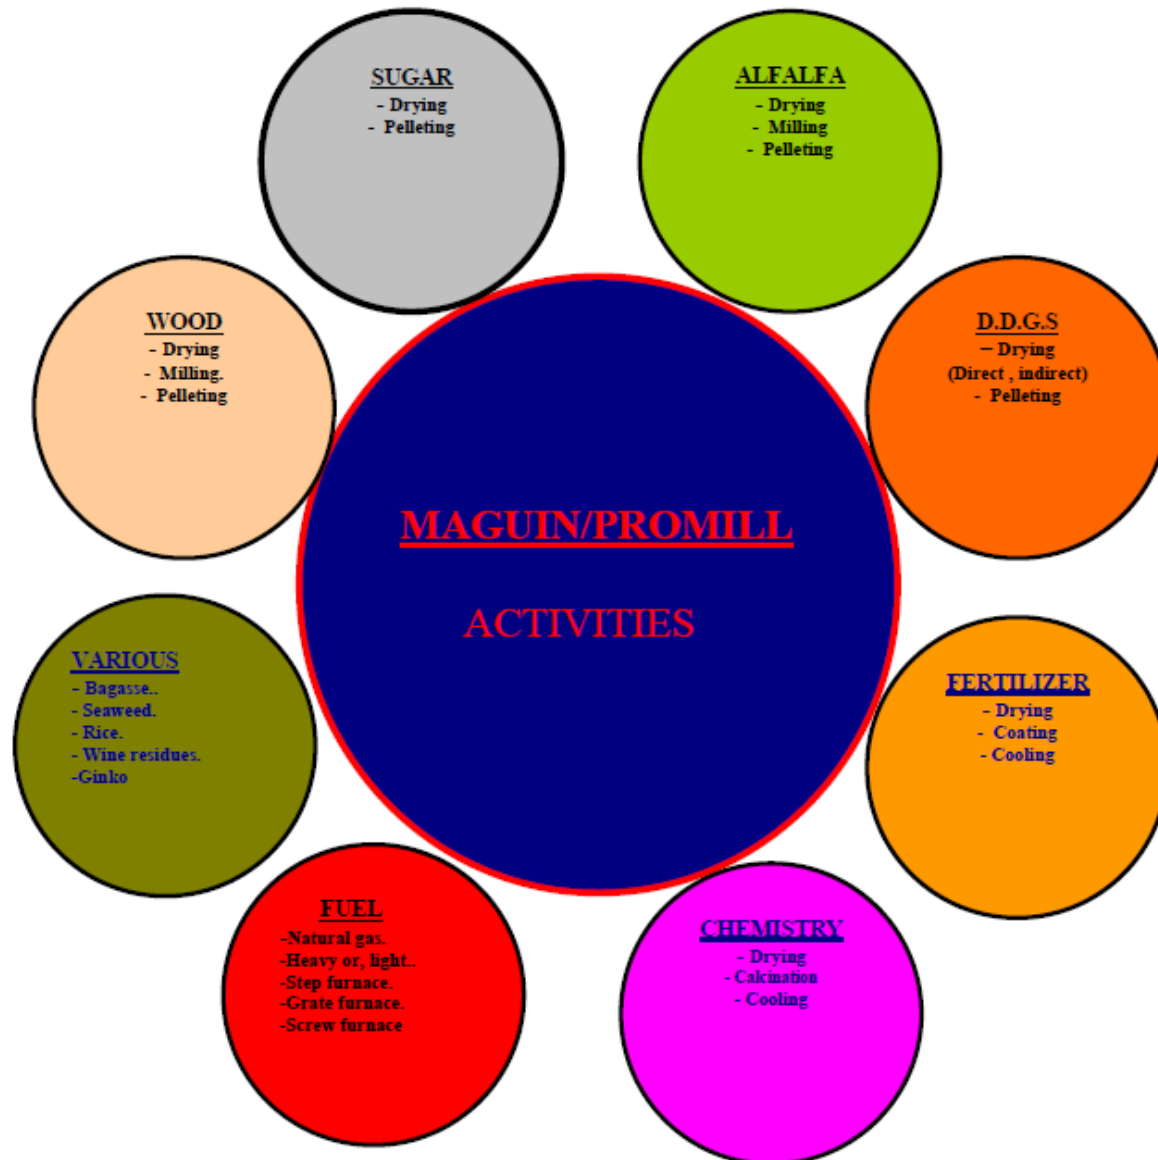 SUGAR
- Drying
- Pelleting
ALFALFA
- Drying
- Milling
- Pelleting
WOOD
- Drying
- Milling.
- Pelleting
D.D.G.S
– Drying
(Direct , indirect)
- Pelleting
MAGUIN/PROMILL
ACTIVITIES
VARIOUS
- Bagasse..
- Seaweed.
- Rice.
- Wine residues.
-Ginko
FERTILIZER
- Drying
- Coating
- Cooling
FUEL
-Natural gas.
-Heavy or, light..
-Step furnace.
-Grate furnace.
-Screw furnace
CHEMISTRY
- Drying
- Calcination
- Cooling